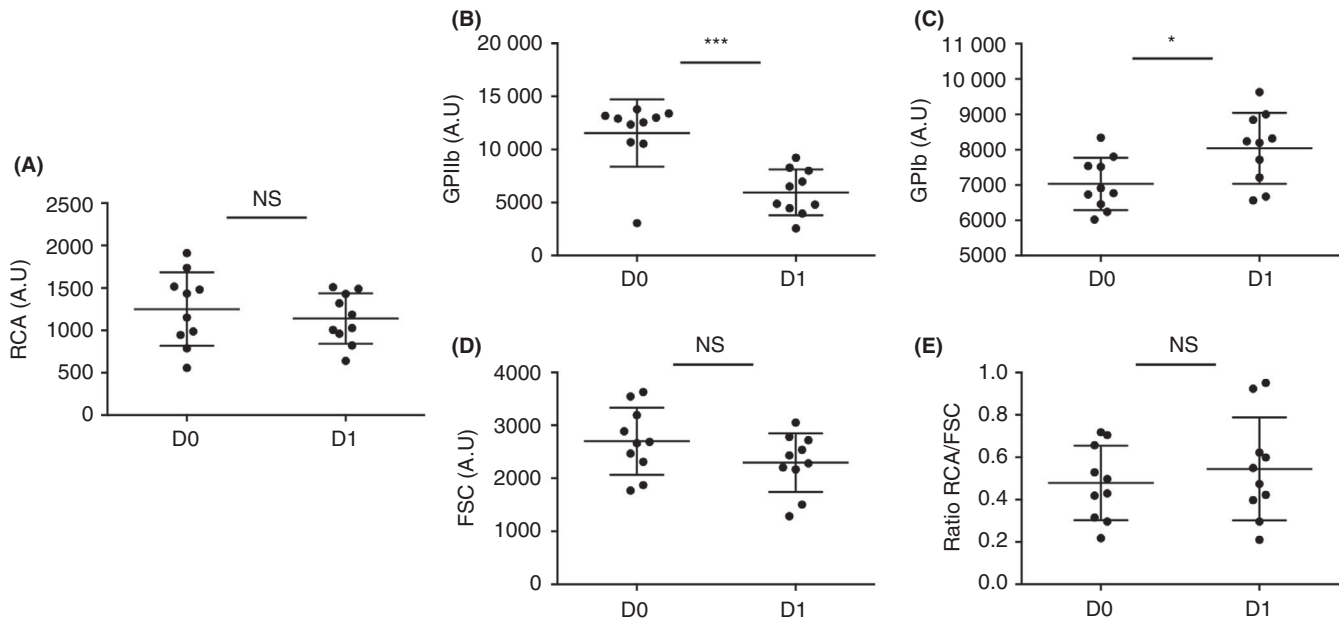 (A)
NS
2500
2000
1500
1000
500
0
RCA (A.U)
D0 D1
(B)
***
20 000
15 000
10 000
5000
0
GPIIb (A.U)
D0 D1
(C)
*
11 000
10 000
9000
8000
7000
6000
5000
GPIb (A.U)
D0 D1
(D)
NS
4000
3000
2000
1000
0
FSC (A.U)
D0 D1
(E)
NS
1.0
0.8
0.6
0.4
0.2
0.0
Ratio RCA/FSC
D0 D1